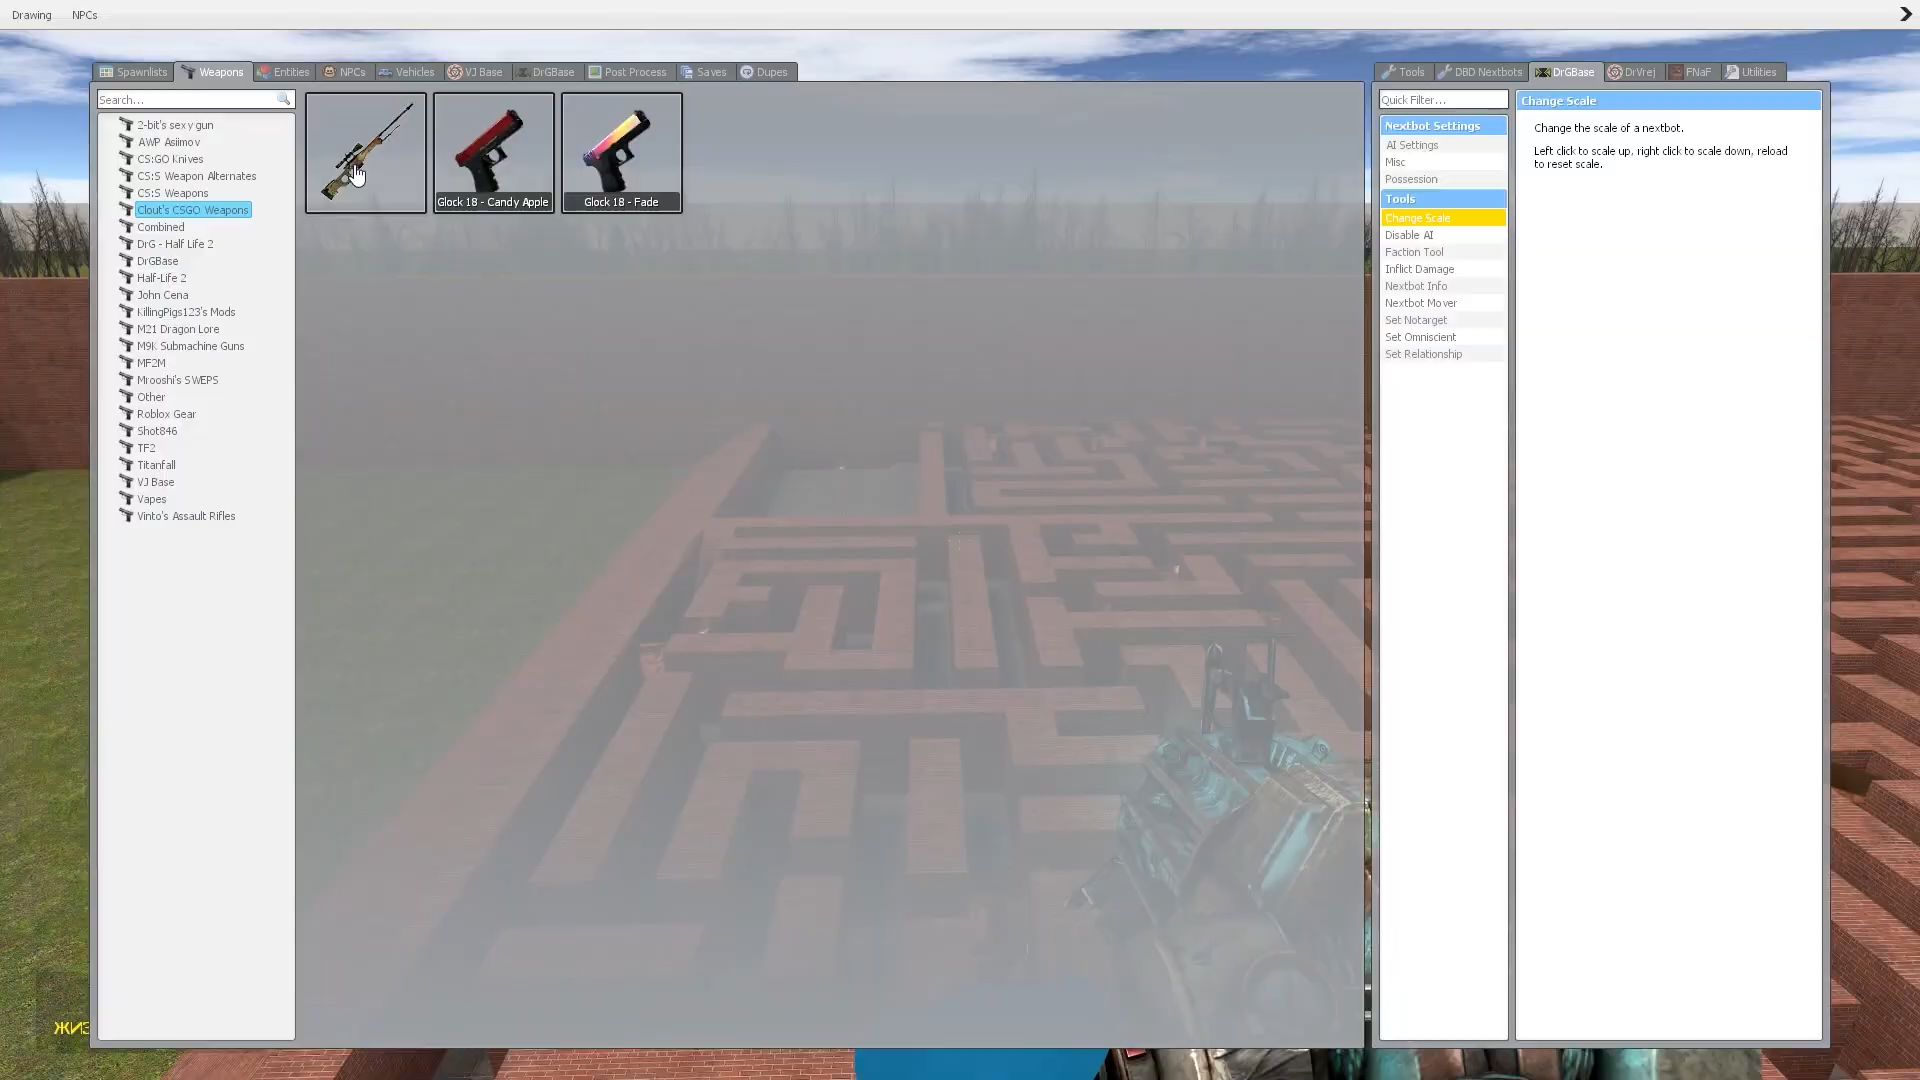 Drawing NPCs
Spawnlists Weapons Entities NPCs Vehicles VJ Base DrGBase Post Process Saves Dupes
Tools DBD Nextbots DrGBase DrVrej FNaF Utilities
Search...
2-bit's sexy gun
AWP Asiimov
CS:GO Knives
CS:S Weapon Alternates
CS:S Weapons
Clout's CSGO Weapons
Combined
DrG - Half Life 2
DrGBase
Half-Life 2
John Cena
KillingPigs123's Mods
M21 Dragon Lore
M9K Submachine Guns
MF2M
Mrooshi's SWEPS
Other
Roblox Gear
Shot846
TF2
Titanfall
VJ Base
Vapes
Vinto's Assault Rifles
Glock 18 - Candy Apple
Glock 18 - Fade
Quick Filter...
Nextbot Settings
AI Settings
Misc
Possession
Tools
Change Scale
Disable AI
Faction Tool
Inflict Damage
Nextbot Info
Nextbot Mover
Set Notarget
Set Omniscient
Set Relationship
Change Scale
Change the scale of a nextbot.
Left click to scale up, right click to scale down, reload
to reset scale.